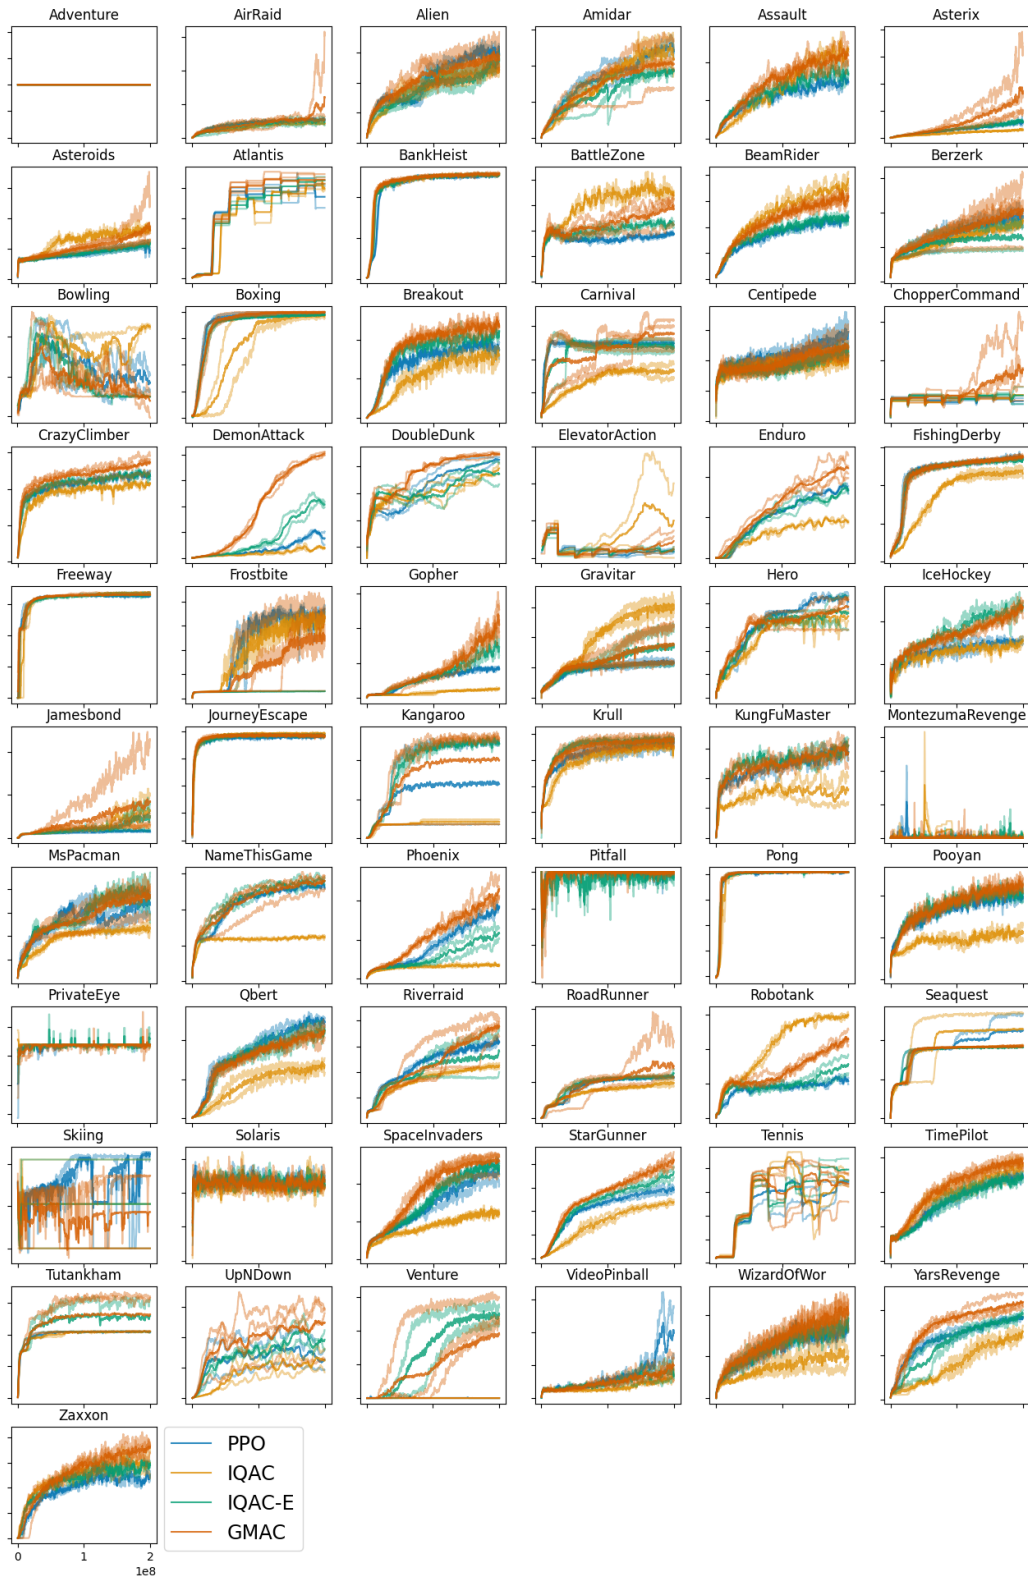 Adventure AirRaid Alien Amidar Assault Asterix
Asteroids Atlantis BankHeist BattleZone BeamRider Berzerk
Bowling Boxing Breakout Carnival Centipede ChopperCommand
CrazyClimber DemonAttack DoubleDunk ElevatorAction Enduro FishingDerby
Freeway Frostbite Gopher Gravitar Hero IceHockey
Jamesbond JourneyEscape Kangaroo Krull KungFuMaster MontezumaRevenge
MsPacman NameThisGame Phoenix Pitfall Pong Pooyan
PrivateEye Qbert Riverraid RoadRunner Robotank Seaquest
Skiing Solaris SpaceInvaders StarGunner Tennis TimePilot
Tutankham UpNDown Venture VideoPinball WizardOfWor YarsRevenge
Zaxxon
PPO
IQAC
IQAC-E
GMAC
0 1 2
1e8